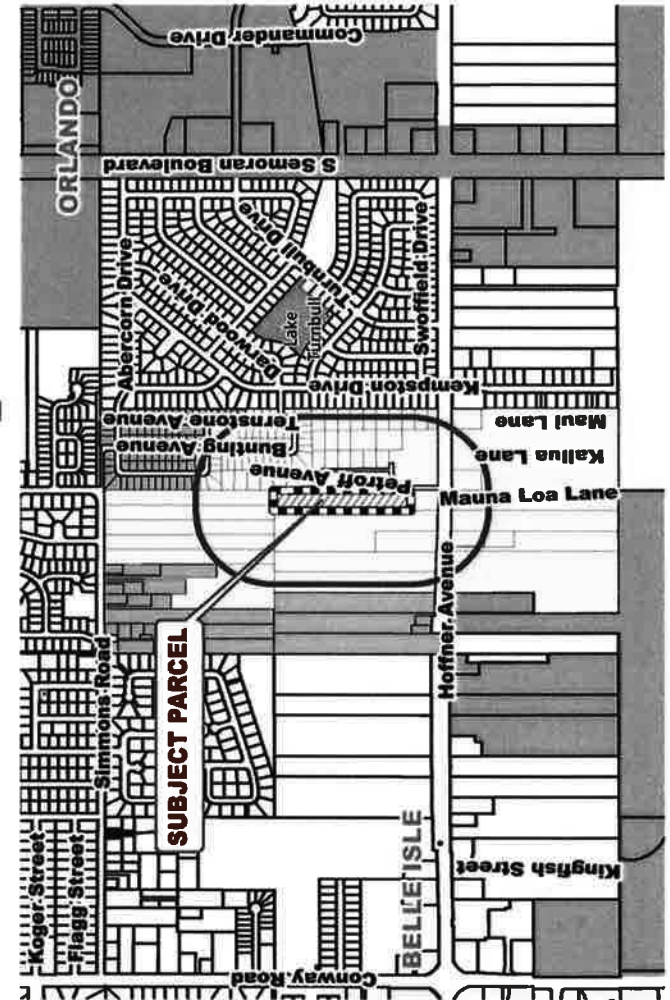 Commander Drive
ORLANDO
S Semoran Boulevard
Turnbull Drive
Abercorn Drive
Darwood Drive
Lake
Turnbull
Swoffield Drive
Kempston Drive
Ternstone Avenue
Maui Lane
Bunting Avenue
Kailua Lane
Petroff Avenue
Mauna Loa Lane
Hoffner Avenue
SUBJECT PARCEL
Simmons Road
BELLE ISLE
Koger Street
Flagg Street
Kingfish Street
Conway Road